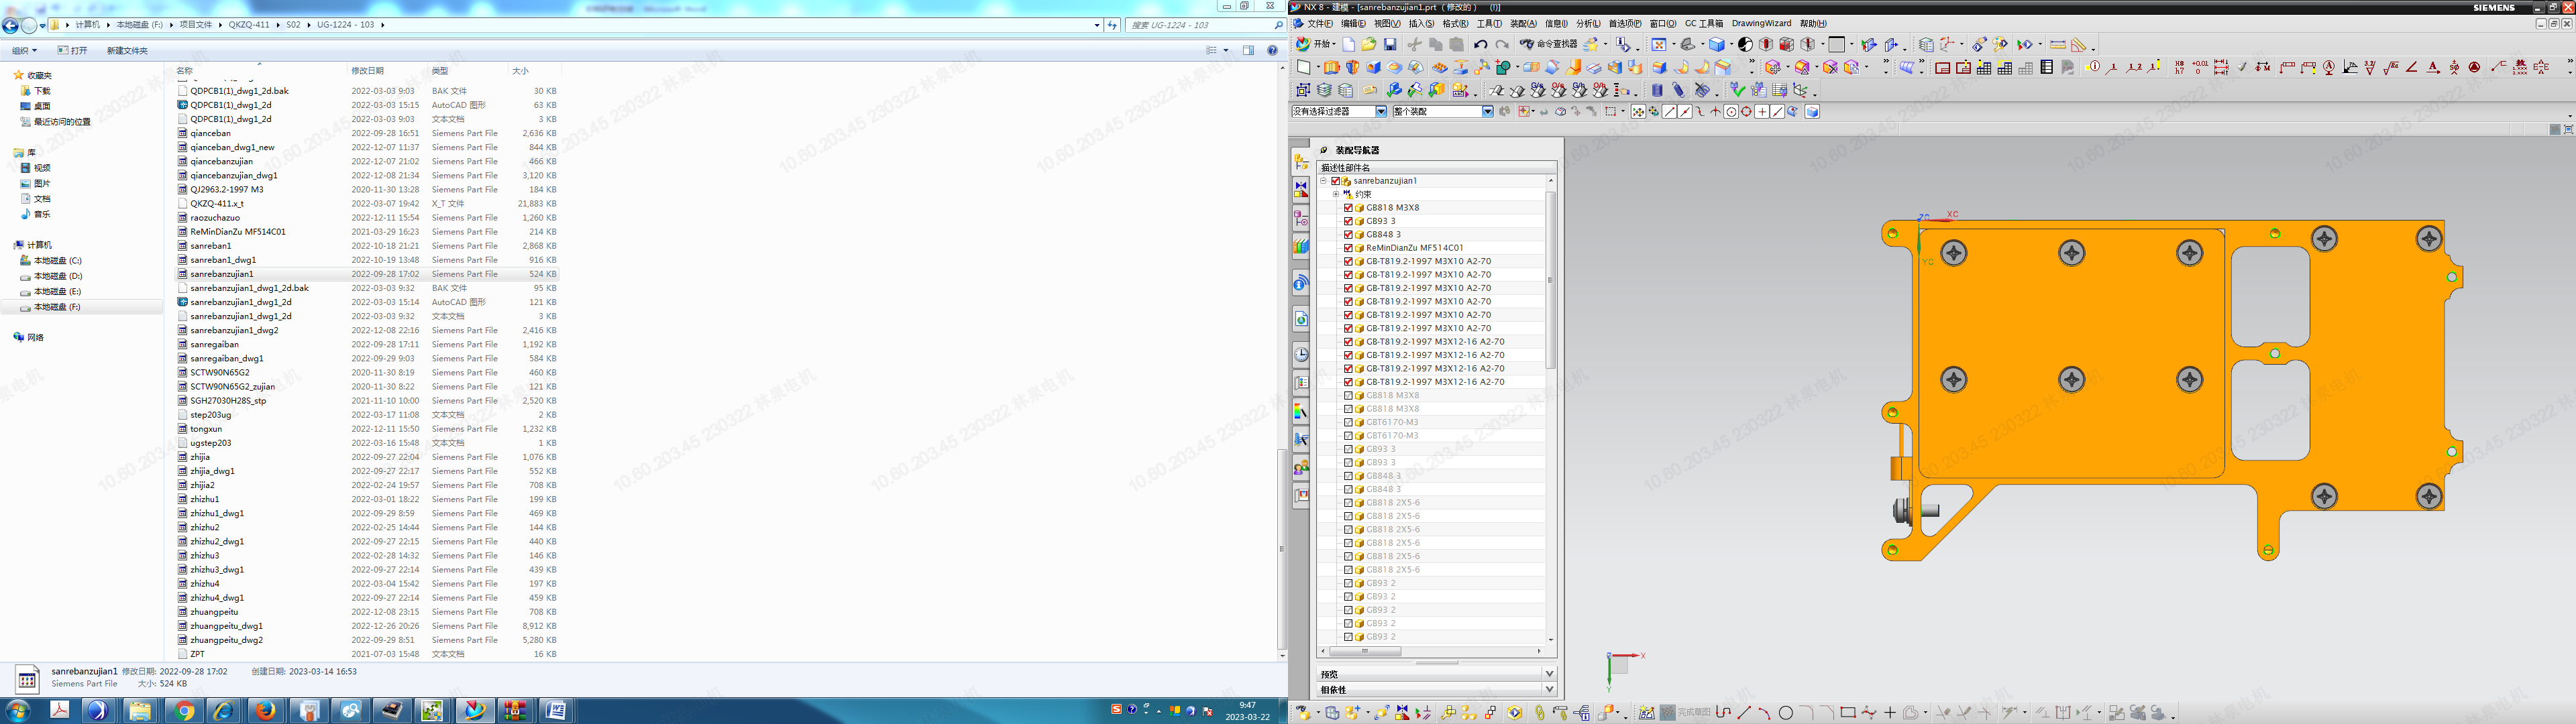 计算机 ▸ 本地磁盘 (F:) ▸ 项目文件 ▸ QKZQ-411 ▸ S02 ▸ UG-1224 - 103 ▸
搜索 UG-1224 - 103
组织 ▾ 打开 新建文件夹
收藏夹
下载
桌面
最近访问的位置
库
视频
图片
文档
音乐
计算机
本地磁盘 (C:)
本地磁盘 (D:)
本地磁盘 (E:)
本地磁盘 (F:)
网络
名称 修改日期 类型 大小
QDPCB1(1)_dwg1_2d.bak 2022-03-03 9:03 BAK 文件 30 KB
QDPCB1(1)_dwg1_2d 2022-03-03 15:15 AutoCAD 图形 63 KB
QDPCB1(1)_dwg1_2d 2022-03-03 9:03 文本文档 3 KB
qianceban 2022-09-28 16:51 Siemens Part File 2,636 KB
qianceban_dwg1_new 2022-12-07 11:37 Siemens Part File 844 KB
qiancebanzujian 2022-12-07 21:02 Siemens Part File 466 KB
qiancebanzujian_dwg1 2022-12-08 21:34 Siemens Part File 3,120 KB
QJ2963.2-1997 M3 2020-11-30 13:28 Siemens Part File 184 KB
QKZQ-411.x_t 2022-03-07 19:42 X_T 文件 21,883 KB
raozuchazuo 2022-12-11 15:54 Siemens Part File 1,260 KB
ReMinDianZu MF514C01 2021-03-29 16:23 Siemens Part File 214 KB
sanreban1 2022-10-18 21:21 Siemens Part File 2,868 KB
sanreban1_dwg1 2022-10-19 13:48 Siemens Part File 916 KB
sanrebanzujian1 2022-09-28 17:02 Siemens Part File 524 KB
sanrebanzujian1_dwg1_2d.bak 2022-03-03 9:32 BAK 文件 95 KB
sanrebanzujian1_dwg1_2d 2022-03-03 15:14 AutoCAD 图形 121 KB
sanrebanzujian1_dwg1_2d 2022-03-03 9:32 文本文档 3 KB
sanrebanzujian1_dwg2 2022-12-08 22:16 Siemens Part File 2,416 KB
sanregaiban 2022-09-28 17:11 Siemens Part File 1,192 KB
sanregaiban_dwg1 2022-09-29 9:03 Siemens Part File 584 KB
SCTW90N65G2 2020-11-30 8:19 Siemens Part File 460 KB
SCTW90N65G2_zujian 2020-11-30 8:22 Siemens Part File 121 KB
SGH27030H28S_stp 2021-11-10 10:00 Siemens Part File 2,520 KB
step203ug 2022-03-17 11:08 文本文档 2 KB
tongxun 2022-12-11 15:50 Siemens Part File 1,232 KB
ugstep203 2022-03-16 15:48 文本文档 1 KB
zhijia 2022-09-27 22:04 Siemens Part File 1,076 KB
zhijia_dwg1 2022-09-27 22:17 Siemens Part File 552 KB
zhijia2 2022-02-24 19:57 Siemens Part File 708 KB
zhizhu1 2022-03-01 18:22 Siemens Part File 199 KB
zhizhu1_dwg1 2022-09-29 8:59 Siemens Part File 469 KB
zhizhu2 2022-02-25 14:44 Siemens Part File 144 KB
zhizhu2_dwg1 2022-09-27 22:15 Siemens Part File 440 KB
zhizhu3 2022-02-28 14:32 Siemens Part File 146 KB
zhizhu3_dwg1 2022-09-27 22:14 Siemens Part File 439 KB
zhizhu4 2022-03-04 15:42 Siemens Part File 197 KB
zhizhu4_dwg1 2022-09-27 22:14 Siemens Part File 459 KB
zhuangpeitu 2022-12-08 23:15 Siemens Part File 708 KB
zhuangpeitu_dwg1 2022-12-26 20:26 Siemens Part File 8,912 KB
zhuangpeitu_dwg2 2022-09-29 8:51 Siemens Part File 5,280 KB
ZPT 2021-07-03 15:48 文本文档 16 KB
sanrebanzujian1 修改日期: 2022-09-28 17:02 创建日期: 2023-03-14 16:53
Siemens Part File 大小: 524 KB
9:47
2023-03-22
NX 8 - 建模 - [sanrebanzujian1.prt（修改的） (!)]
SIEMENS
文件(F) 编辑(E) 视图(V) 插入(S) 格式(R) 工具(T) 装配(A) 信息(I) 分析(L) 首选项(P) 窗口(O) GC 工具箱 DrawingWizard 帮助(H)
开始 命令查找器
没有选择过滤器 整个装配
装配导航器
描述性部件名
sanrebanzujian1
约束
GB818 M3X8
GB93 3
GB848 3
ReMinDianZu MF514C01
GB-T819.2-1997 M3X10 A2-70
GB-T819.2-1997 M3X10 A2-70
GB-T819.2-1997 M3X10 A2-70
GB-T819.2-1997 M3X10 A2-70
GB-T819.2-1997 M3X10 A2-70
GB-T819.2-1997 M3X10 A2-70
GB-T819.2-1997 M3X12-16 A2-70
GB-T819.2-1997 M3X12-16 A2-70
GB-T819.2-1997 M3X12-16 A2-70
GB-T819.2-1997 M3X12-16 A2-70
GB818 M3X8
GB818 M3X8
GBT6170-M3
GBT6170-M3
GB93 3
GB93 3
GB848 3
GB848 3
GB818 2X5-6
GB818 2X5-6
GB818 2X5-6
GB818 2X5-6
GB818 2X5-6
GB818 2X5-6
GB93 2
GB93 2
GB93 2
GB93 2
GB93 2
预览
相依性
ZC XC
YC
X
Y
完成草图
10.60.203.45 230322 林泉电机